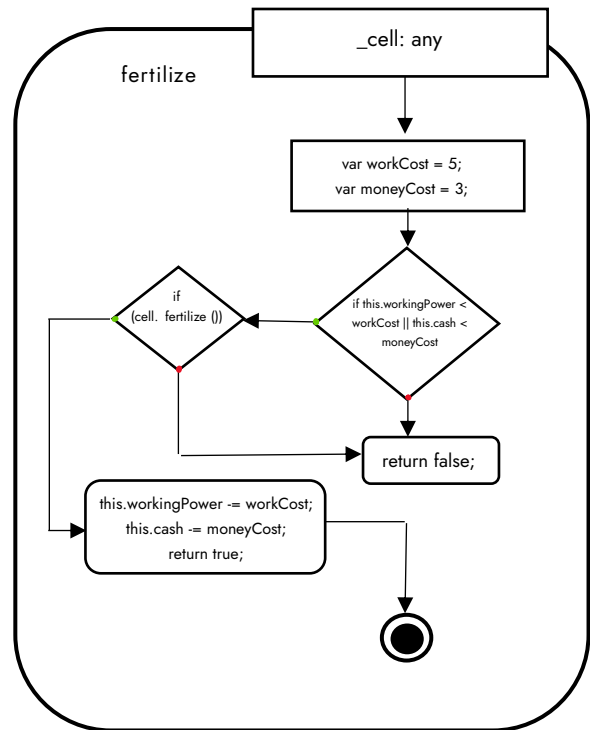 _cell: any
fertilize
var workCost = 5;
var moneyCost = 3;
if this.workingPower <
workCost || this.cash <
moneyCost
if
(cell. fertilize ())
return false;
this.workingPower -= workCost;
this.cash -= moneyCost;
return true;